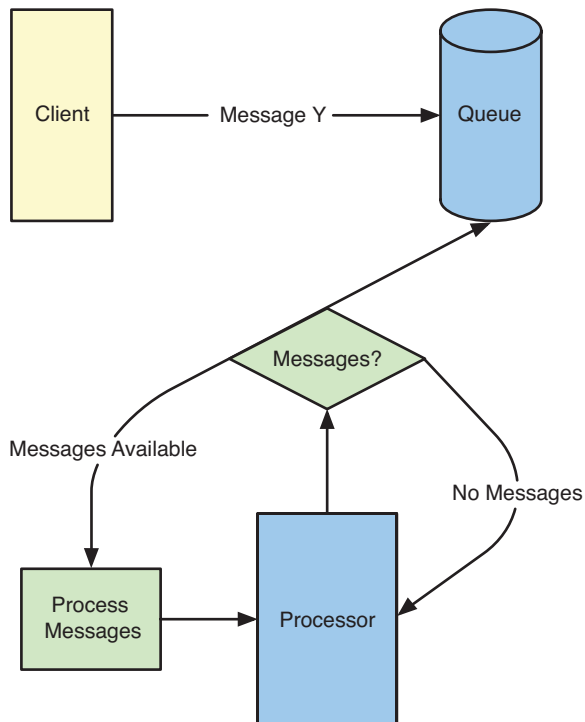 Client
Message Y
Queue
Messages?
Messages Available
No Messages
Process
Messages
Processor